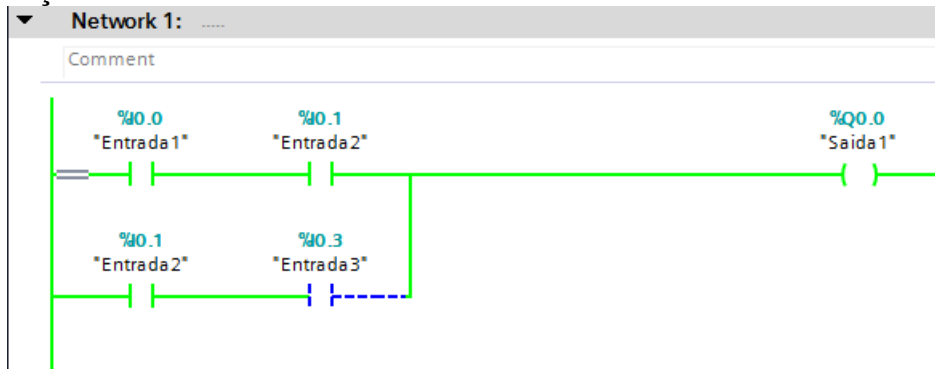 Network 1: .....
Comment
%I0.0 %I0.1 %Q0.0
"Entrada1" "Entrada2" "Saida1"
%I0.1 %I0.3
"Entrada2" "Entrada3"